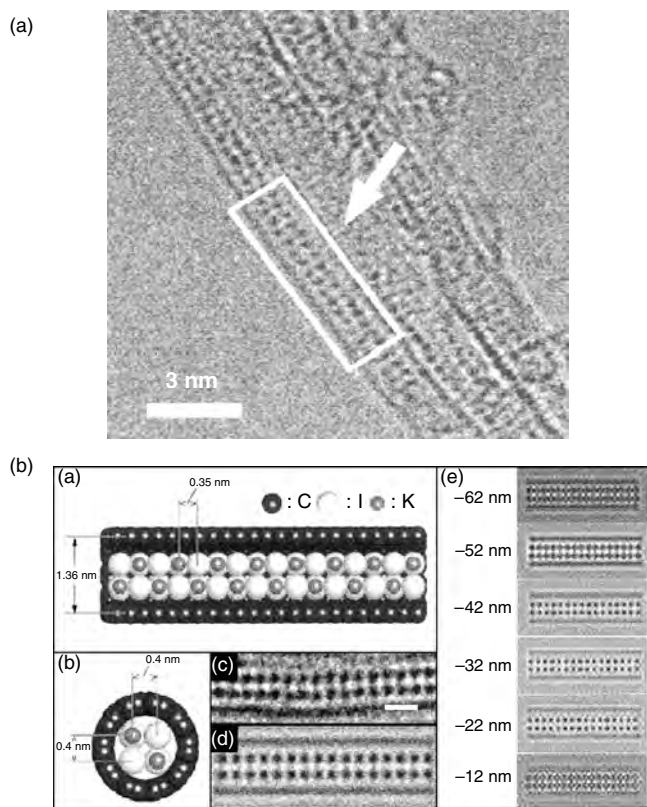 (a)
3 nm
(b)
(a)
0.35 nm
: C : I : K
1.36 nm
(b)
0.4 nm
0.4 nm
(c)
(d)
(e)
–62 nm
–52 nm
–42 nm
–32 nm
–22 nm
–12 nm